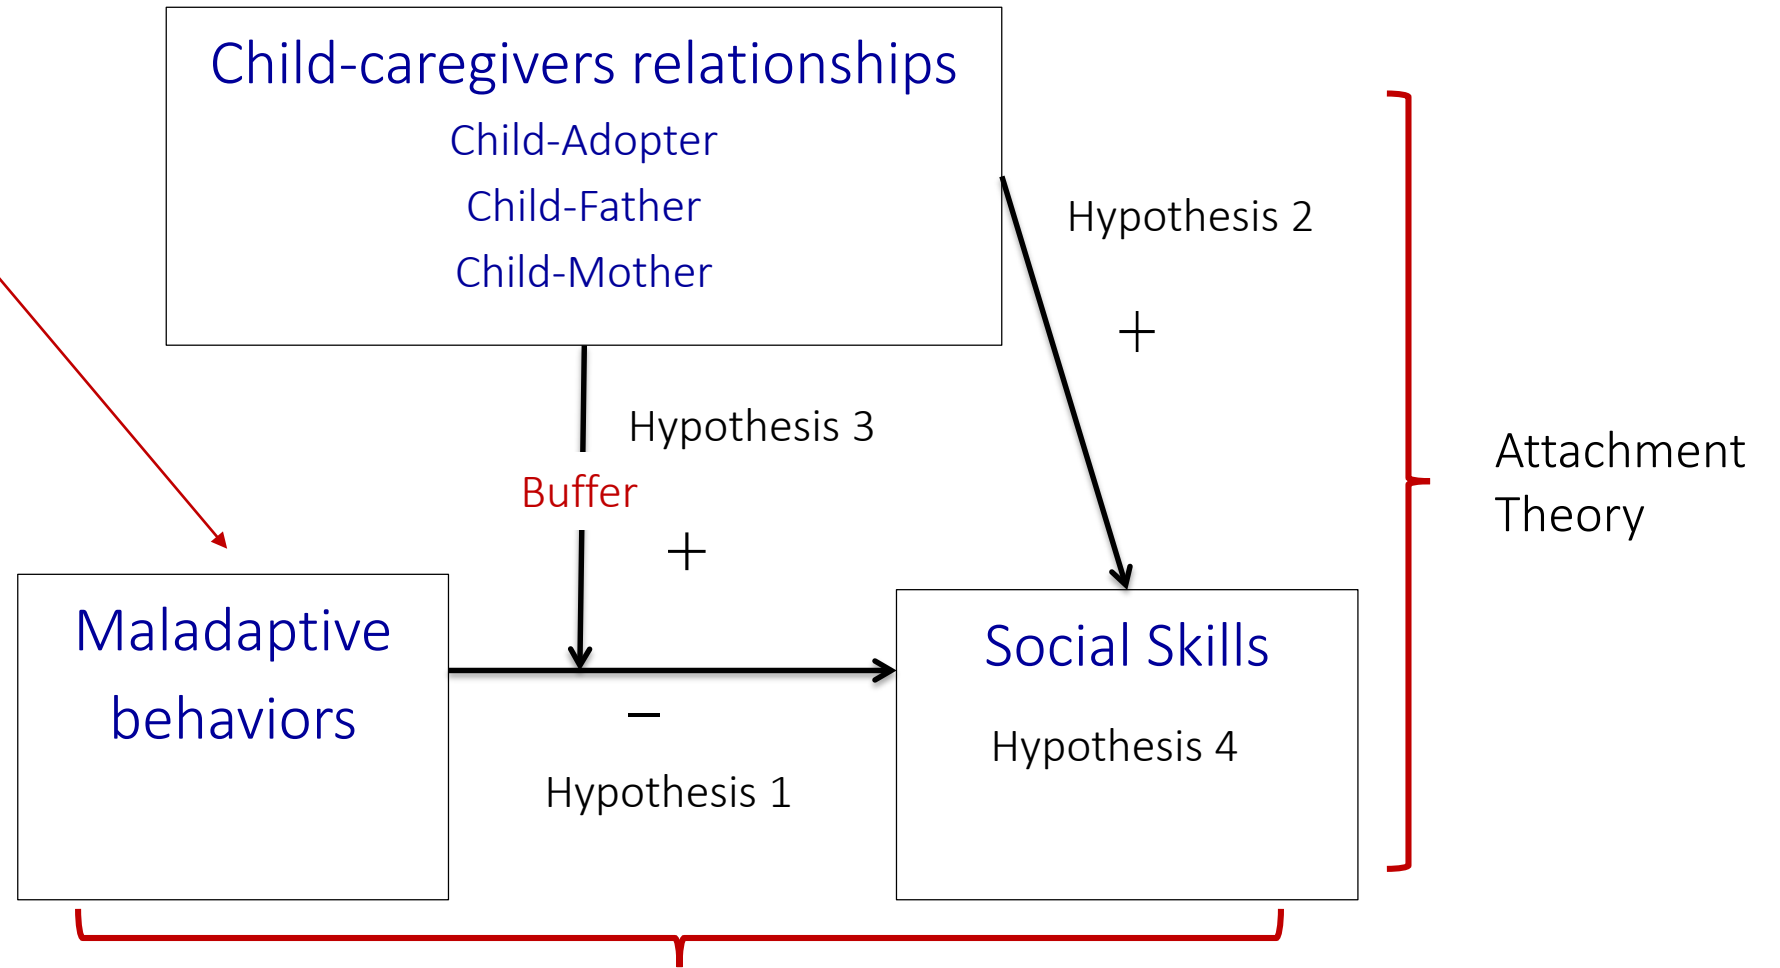 Child-caregivers relationships
Child-Adopter
Child-Father
Child-Mother
Hypothesis 2
+
Hypothesis 3
Buffer
+
Attachment
Theory
Maladaptive
behaviors
Social Skills
Hypothesis 4
–
Hypothesis 1